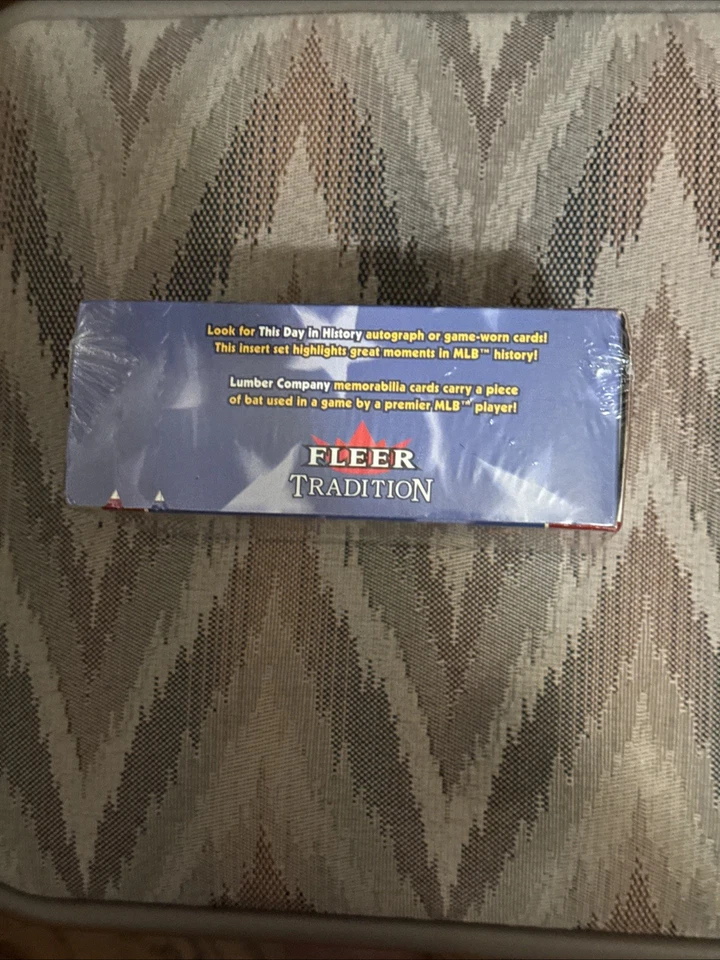 Look for This Day in History autograph or game-worn cards!
This insert set highlights great moments in MLB™ history!
Lumber Company memorabilia cards carry a piece
of bat used in a game by a premier MLB™ player!
FLEER
TRADITION